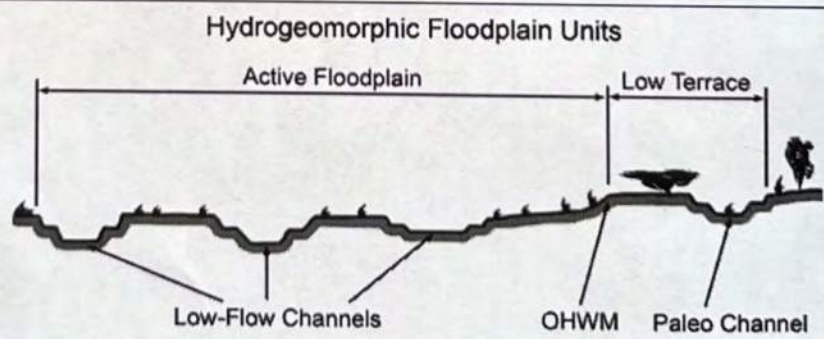 Hydrogeomorphic Floodplain Units
Active Floodplain
Low Terrace
Low-Flow Channels
OHWM
Paleo Channel